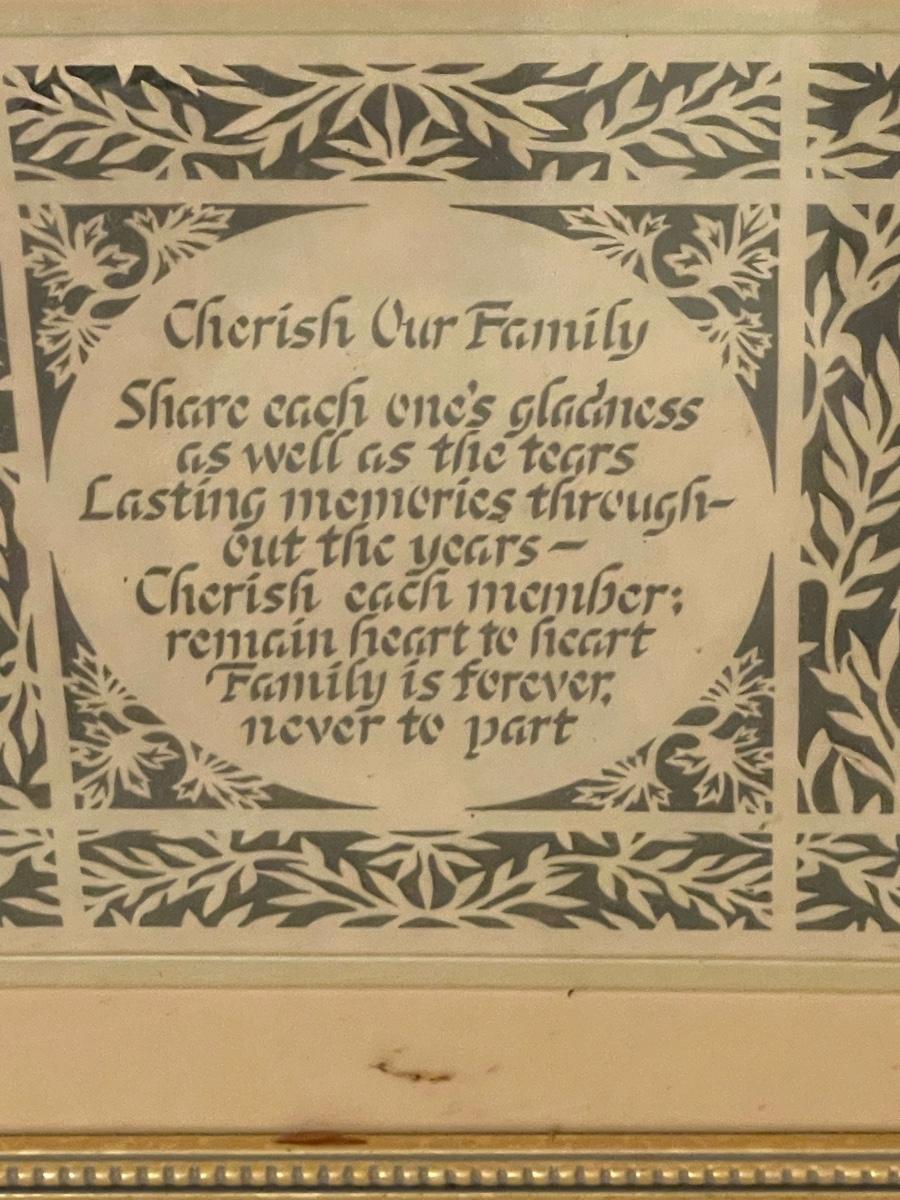 Cherish Our Family
Share each one's gladness
as well as the tears
Lasting memories through-
out the years –
Cherish each member;
remain heart to heart
Family is forever,
never to part